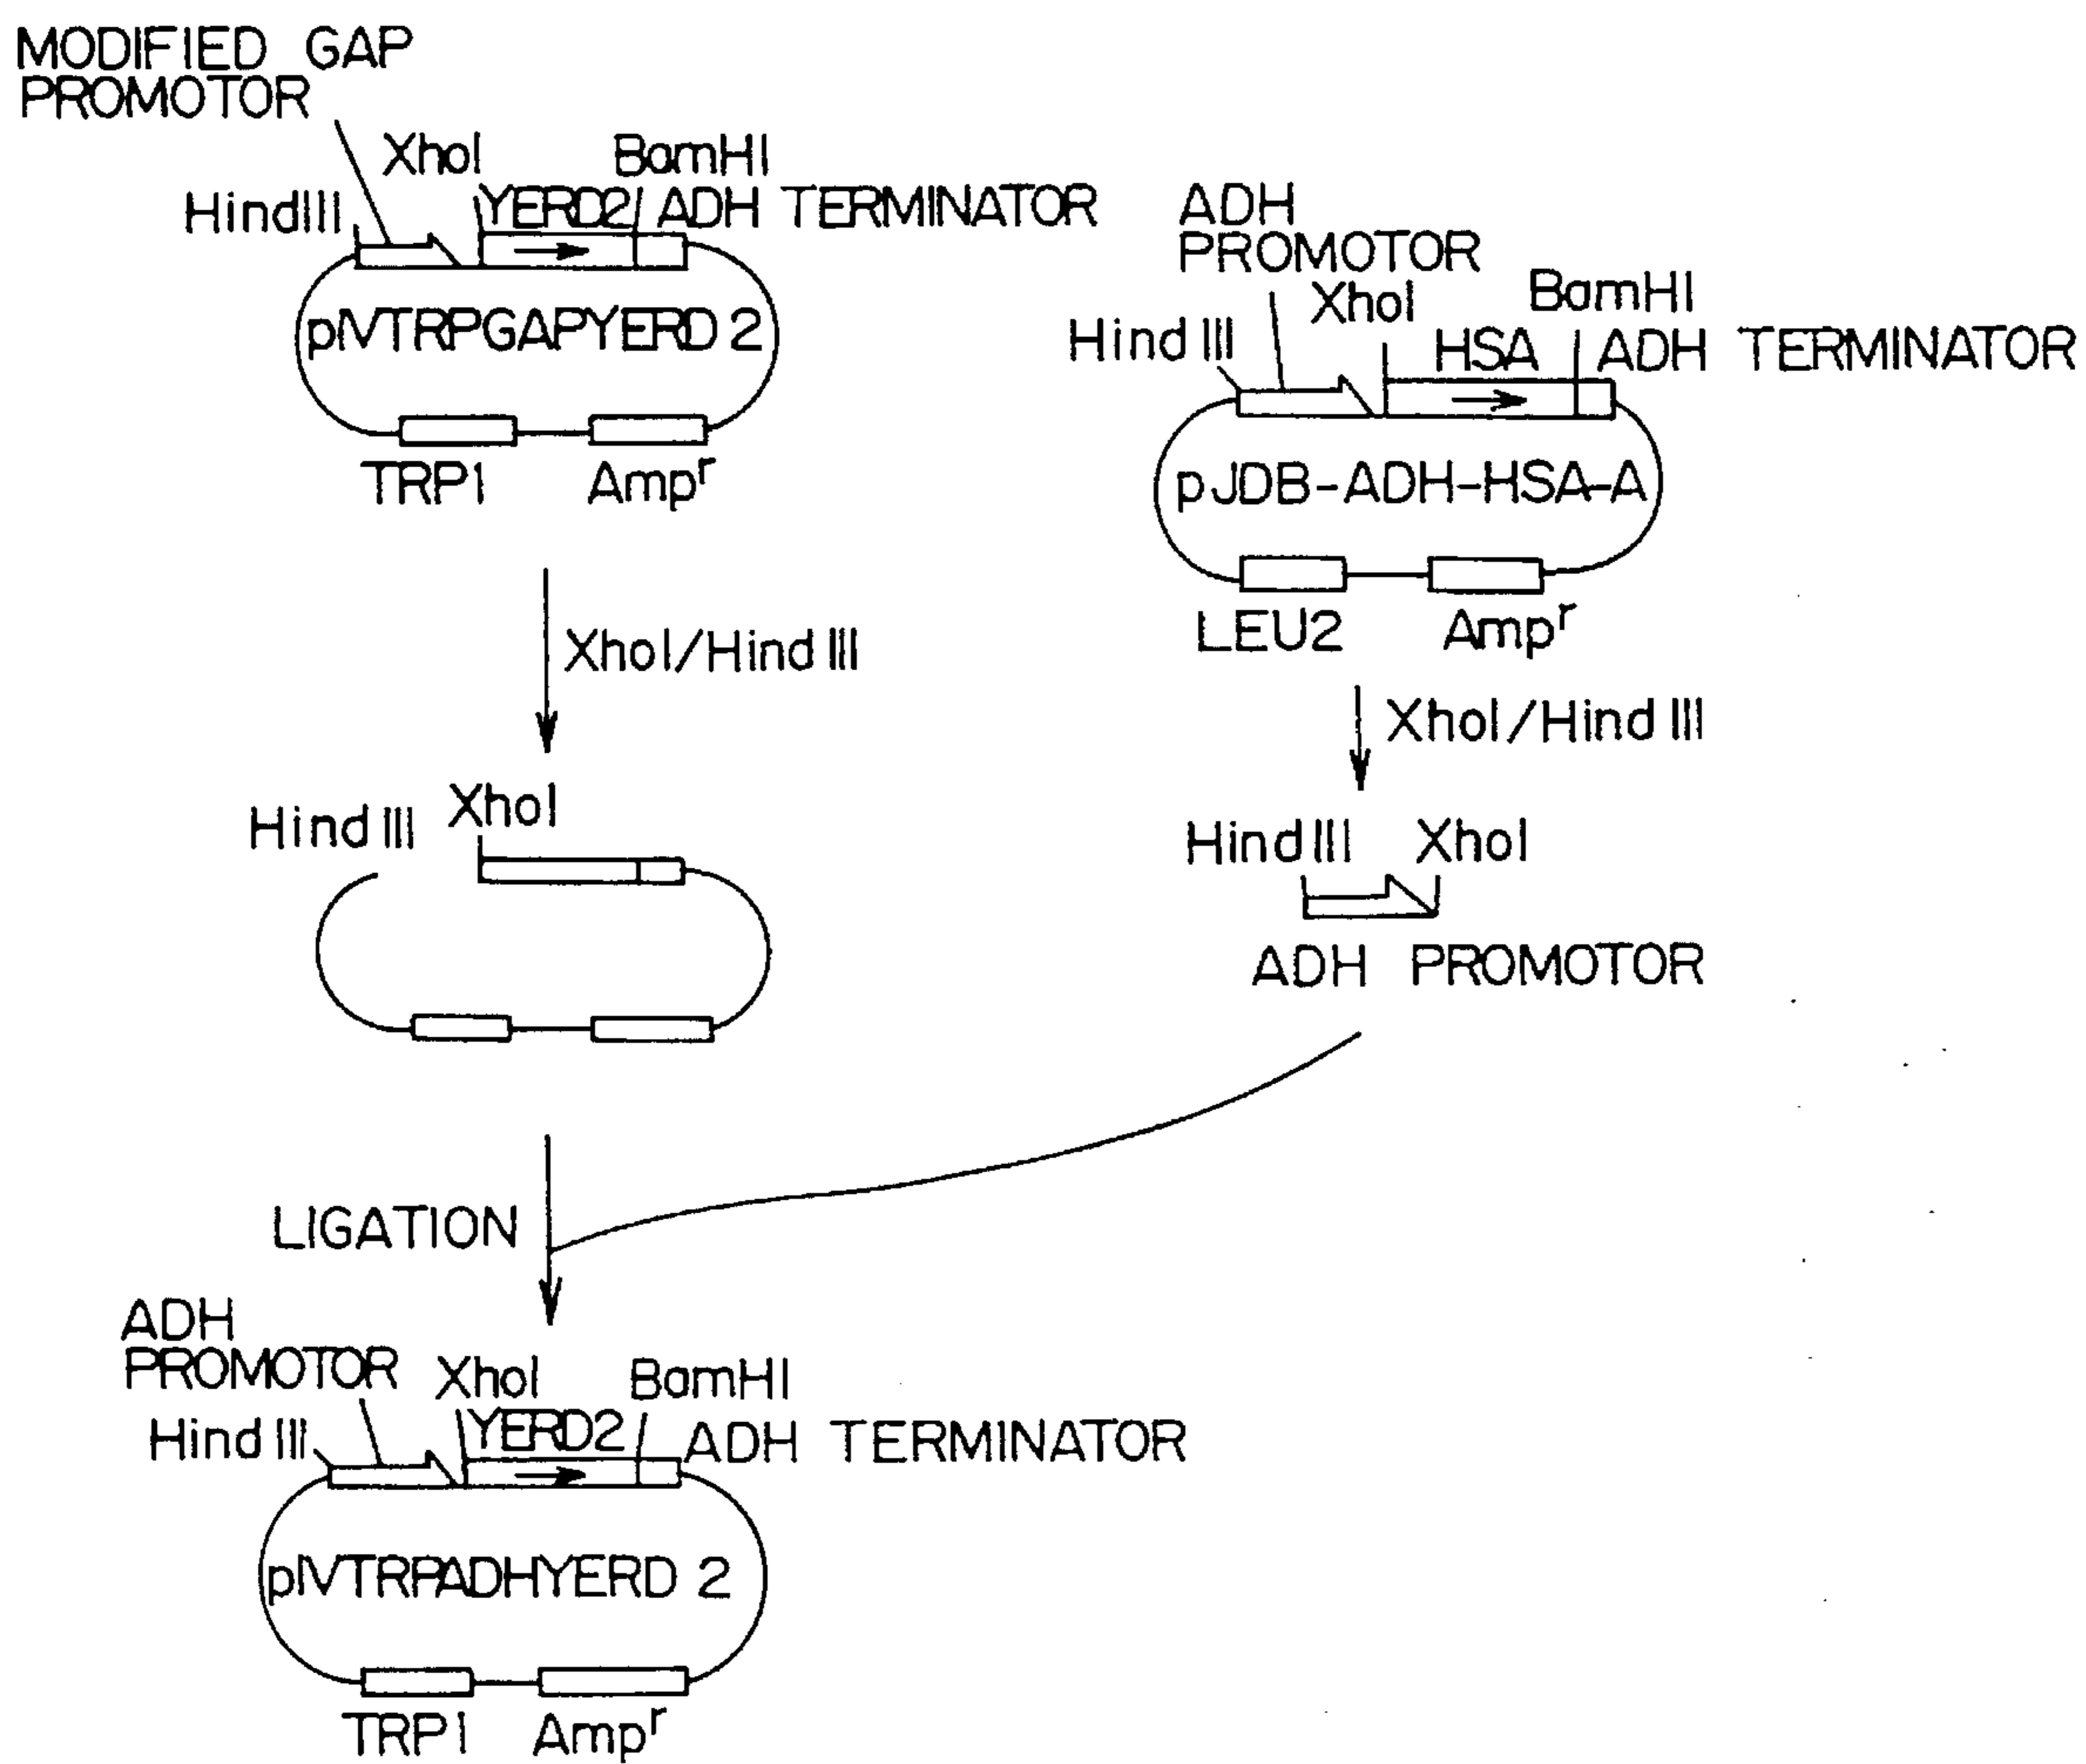 MODIFIED GAP
PROMOTOR
XhoI
BamHI
HindIII
YERD2
ADH TERMINATOR
pIVTRPGAPYERD 2
TRP1
Ampr
ADH
PROMOTOR
XhoI
BamHI
Hind III
HSA
ADH TERMINATOR
pJDB-ADH-HSA-A
LEU2
Ampr
XhoI/Hind III
XhoI/Hind III
Hind III
XhoI
Hind III
XhoI
ADH PROMOTOR
LIGATION
ADH
PROMOTOR
XhoI
BamHI
Hind III
YERD2
ADH TERMINATOR
pIVTRPADHYERD 2
TRP1
Ampr